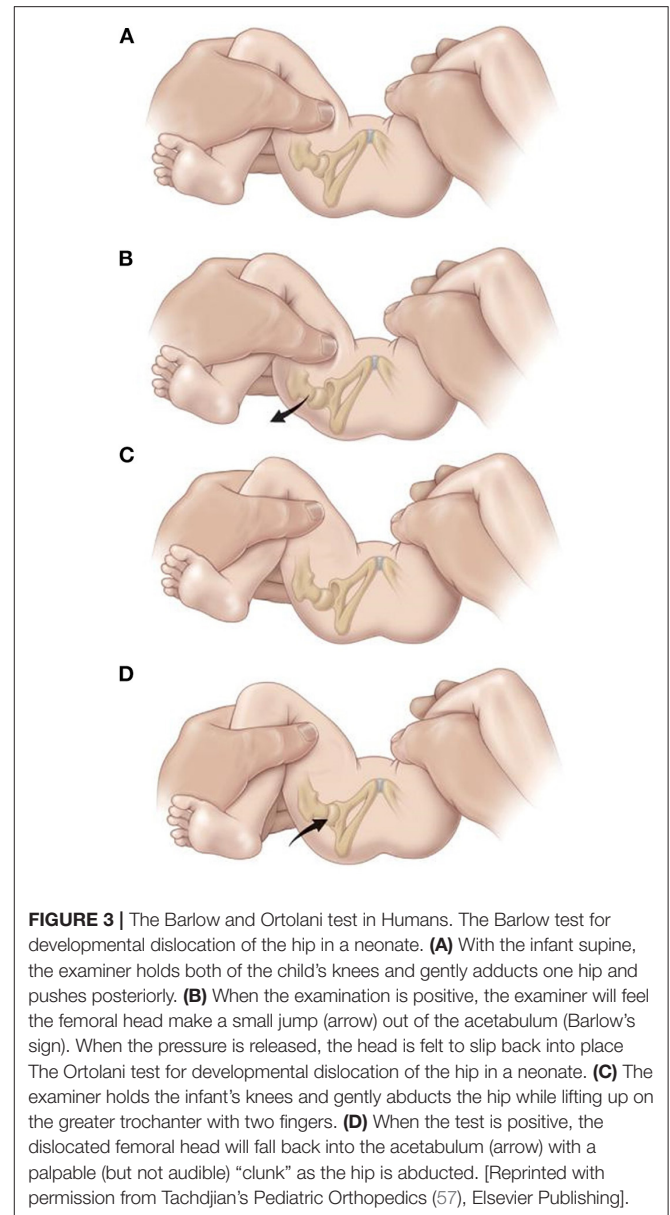 A
B
C
D
FIGURE 3 | The Barlow and Ortolani test in Humans. The Barlow test for
developmental dislocation of the hip in a neonate. (A) With the infant supine,
the examiner holds both of the child's knees and gently adducts one hip and
pushes posteriorly. (B) When the examination is positive, the examiner will feel
the femoral head make a small jump (arrow) out of the acetabulum (Barlow's
sign). When the pressure is released, the head is felt to slip back into place
The Ortolani test for developmental dislocation of the hip in a neonate. (C) The
examiner holds the infant's knees and gently abducts the hip while lifting up on
the greater trochanter with two fingers. (D) When the test is positive, the
dislocated femoral head will fall back into the acetabulum (arrow) with a
palpable (but not audible) “clunk” as the hip is abducted. [Reprinted with
permission from Tachdjian's Pediatric Orthopedics (57), Elsevier Publishing].